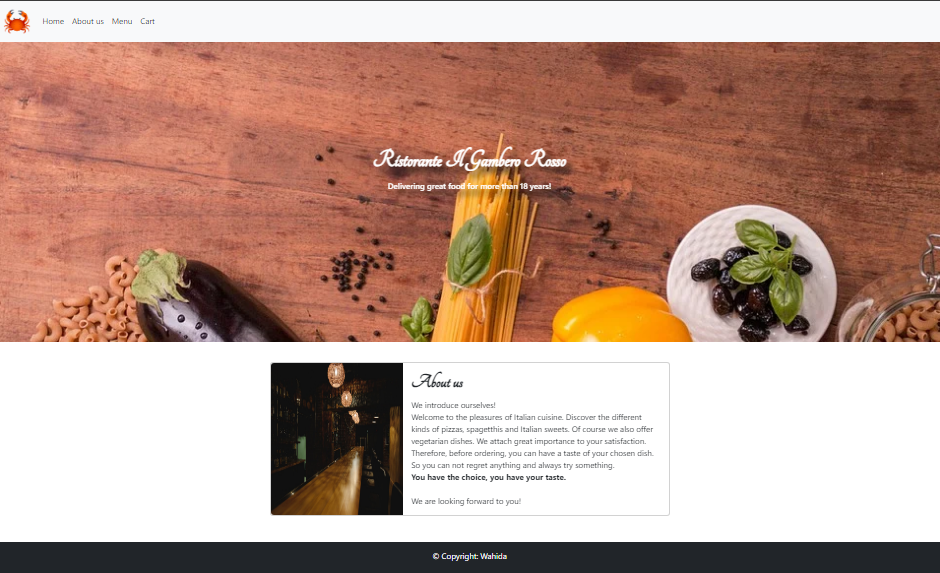 Home About us Menu Cart
Ristorante Il Gambero Rosso
Delivering great food for more than 18 years!
About us
We introduce ourselves!
Welcome to the pleasures of Italian cuisine. Discover the different
kinds of pizzas, spagetthis and Italian sweets. Of course we also offer
vegetarian dishes. We attach great importance to your satisfaction.
Therefore, before ordering, you can have a taste of your chosen dish.
So you can not regret anything and always try something.
You have the choice, you have your taste.
We are looking forward to you!
© Copyright: Wahida